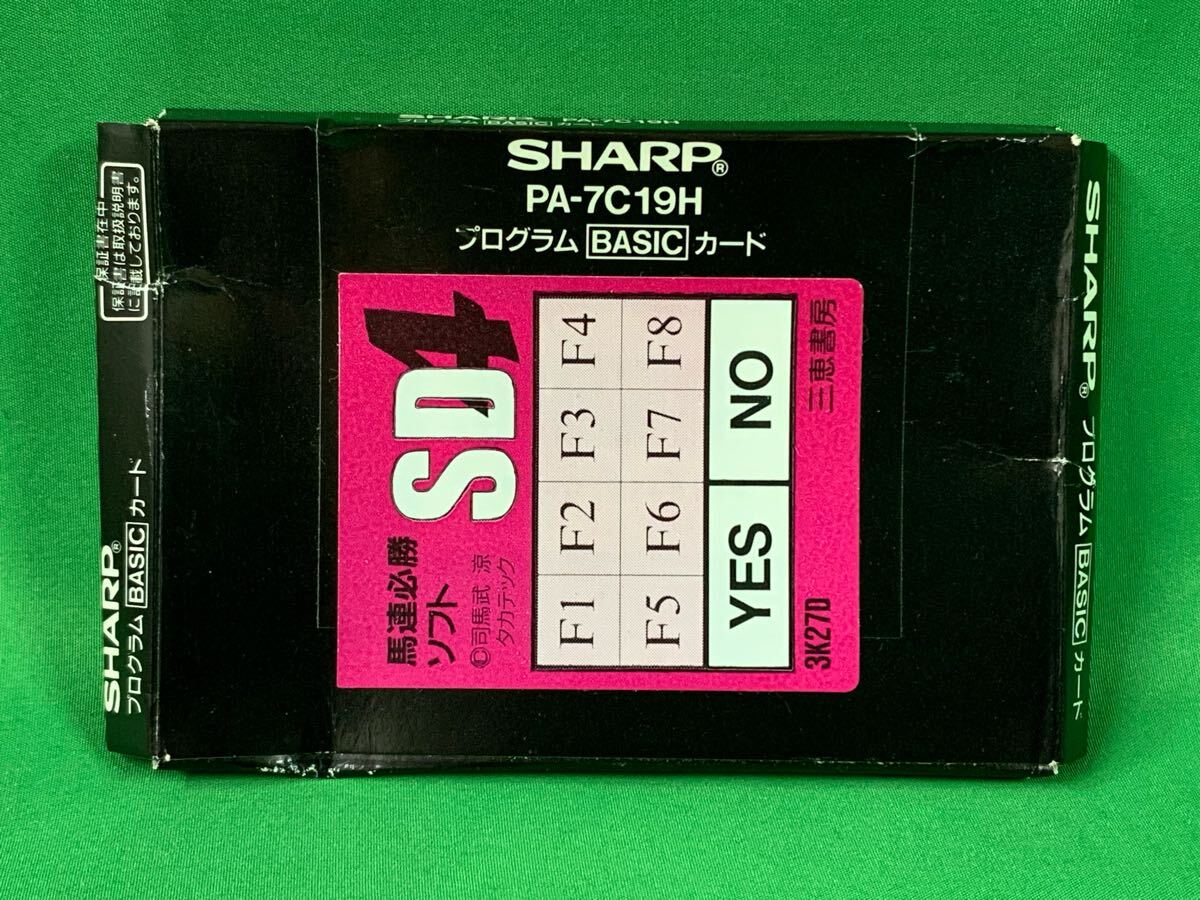 SHARP®
PA-7C19H
プログラム BASIC カード
馬連必勝
ソフト
SD4
©司馬武 涼
タカテック
F1 F2 F3 F4
F5 F6 F7 F8
YES NO
3K27D 三恵書房
保証書在中
保証書は取扱説明書
に記載しております。
SHARP®
プログラム BASIC カード
SHARP® プログラム BASIC カード